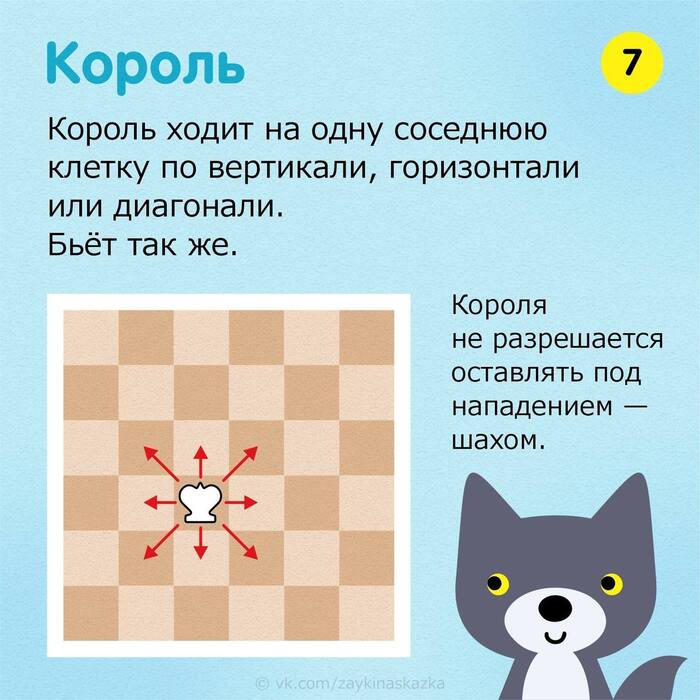 Король
7
Король ходит на одну соседнюю
клетку по вертикали, горизонтали
или диагонали.
Бьёт так же.
Короля
не разрешается
оставлять под
нападением —
шахом.
© vk.com/zaykinaskazka